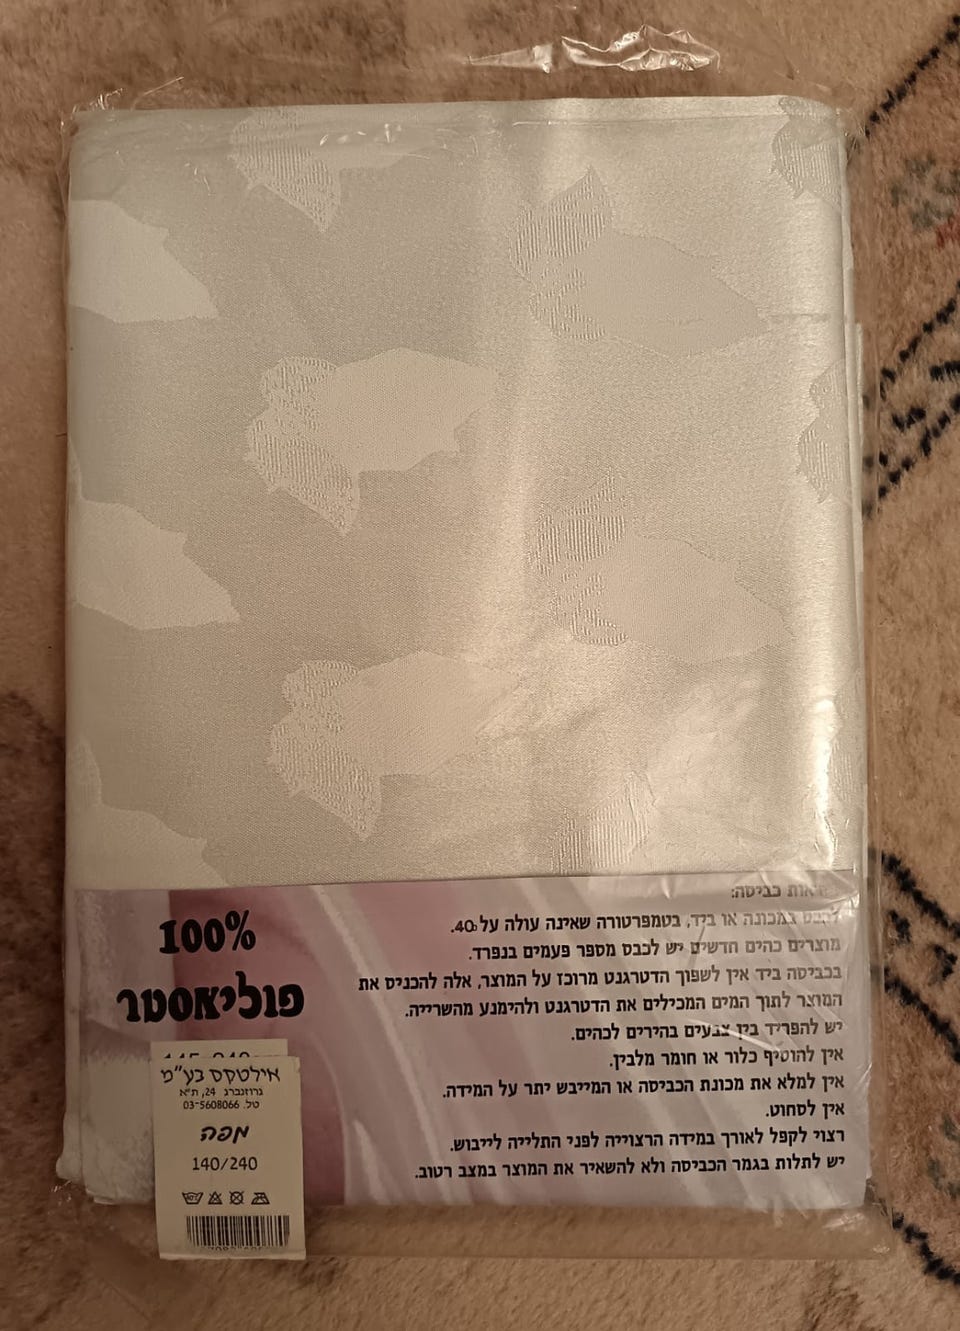 הוראות כביסה:
לכבס במכונה או ביד, בטמפרטורה שאינה עולה על 40.
מוצרים כהים חדשים יש לכבס מספר פעמים בנפרד.
בכביסה ביד אין לשפוך הדטרגנט מרוכז על המוצר, אלה להכניס את
המוצר לתוך המים המכילים את הדטרגנט ולהימנע מהשרייה.
יש להפריד בין צבעים בהירים לכהים.
אין להוסיף כלור או חומר מלבין.
אין למלא את מכונת הכביסה או המייבש יתר על המידה.
אין לסחוט.
רצוי לקפל לאורך במידה הרצוייה לפני התלייה לייבוש.
יש לתלות בגמר הכביסה ולא להשאיר את המוצר במצב רטוב.
100%
פוליאסטר
אילטקס בע"מ
גרוזנברג 24, ת"א
טל. 03-5608066
מפה
140/240